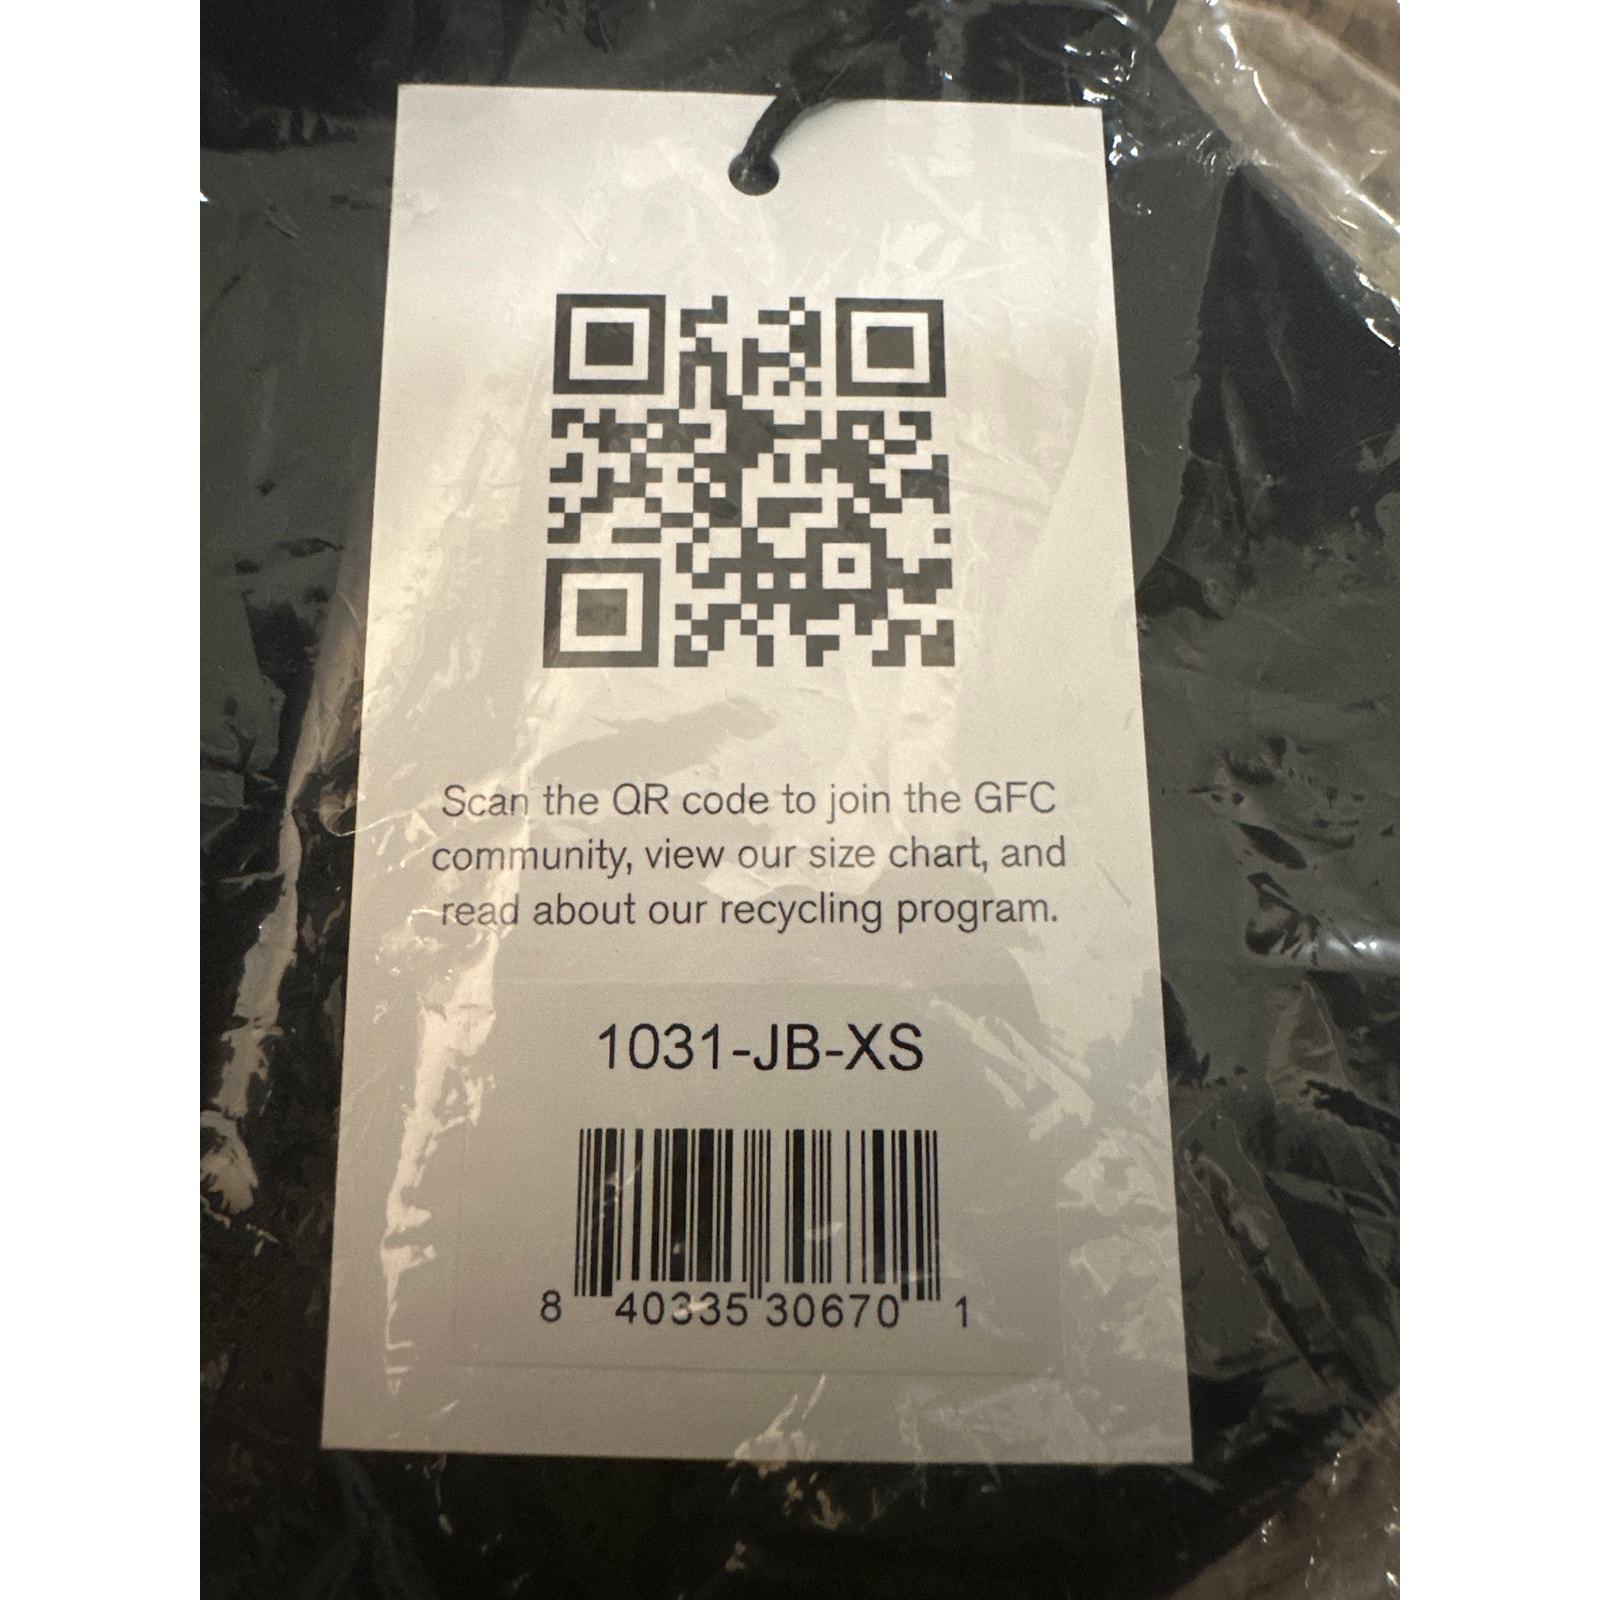 Scan the QR code to join the GFC
community, view our size chart, and
read about our recycling program.
1031-JB-XS
8 40335 30670 1